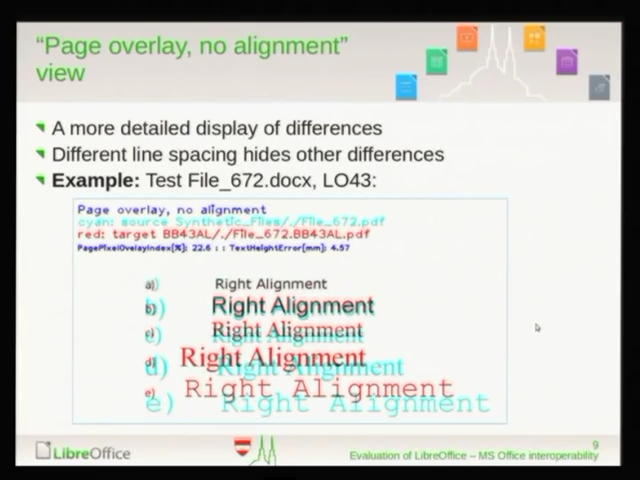 “Page overlay, no alignment”
view
A more detailed display of differences
Different line spacing hides other differences
Example: Test File_672.docx, LO43:
Page overlay, no alignment
cyan: source Synthetic_Files/./File_672.pdf
red: target BB43AL/./File_672.BB43AL.pdf
PagePixelOvelayIndex[%]: 22.6 : : TextHeightError[mm]: 4.57
a) Right Alignment
b) Right Alignment
c) Right Alignment
d) Right Alignment
e) Right Alignment
LibreOffice
9
Evaluation of LibreOffice – MS Office interoperability